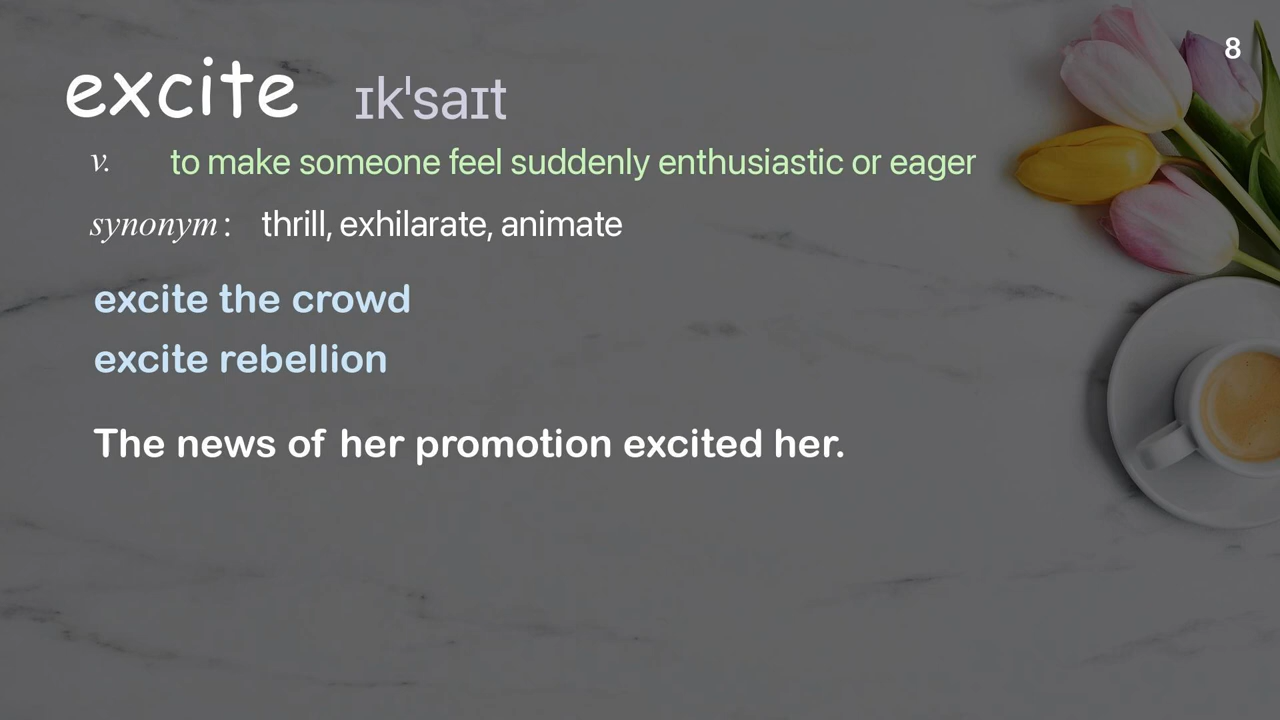 8
excite ɪkˈsaɪt
v. to make someone feel suddenly enthusiastic or eager
synonym: thrill, exhilarate, animate
excite the crowd
excite rebellion
The news of her promotion excited her.